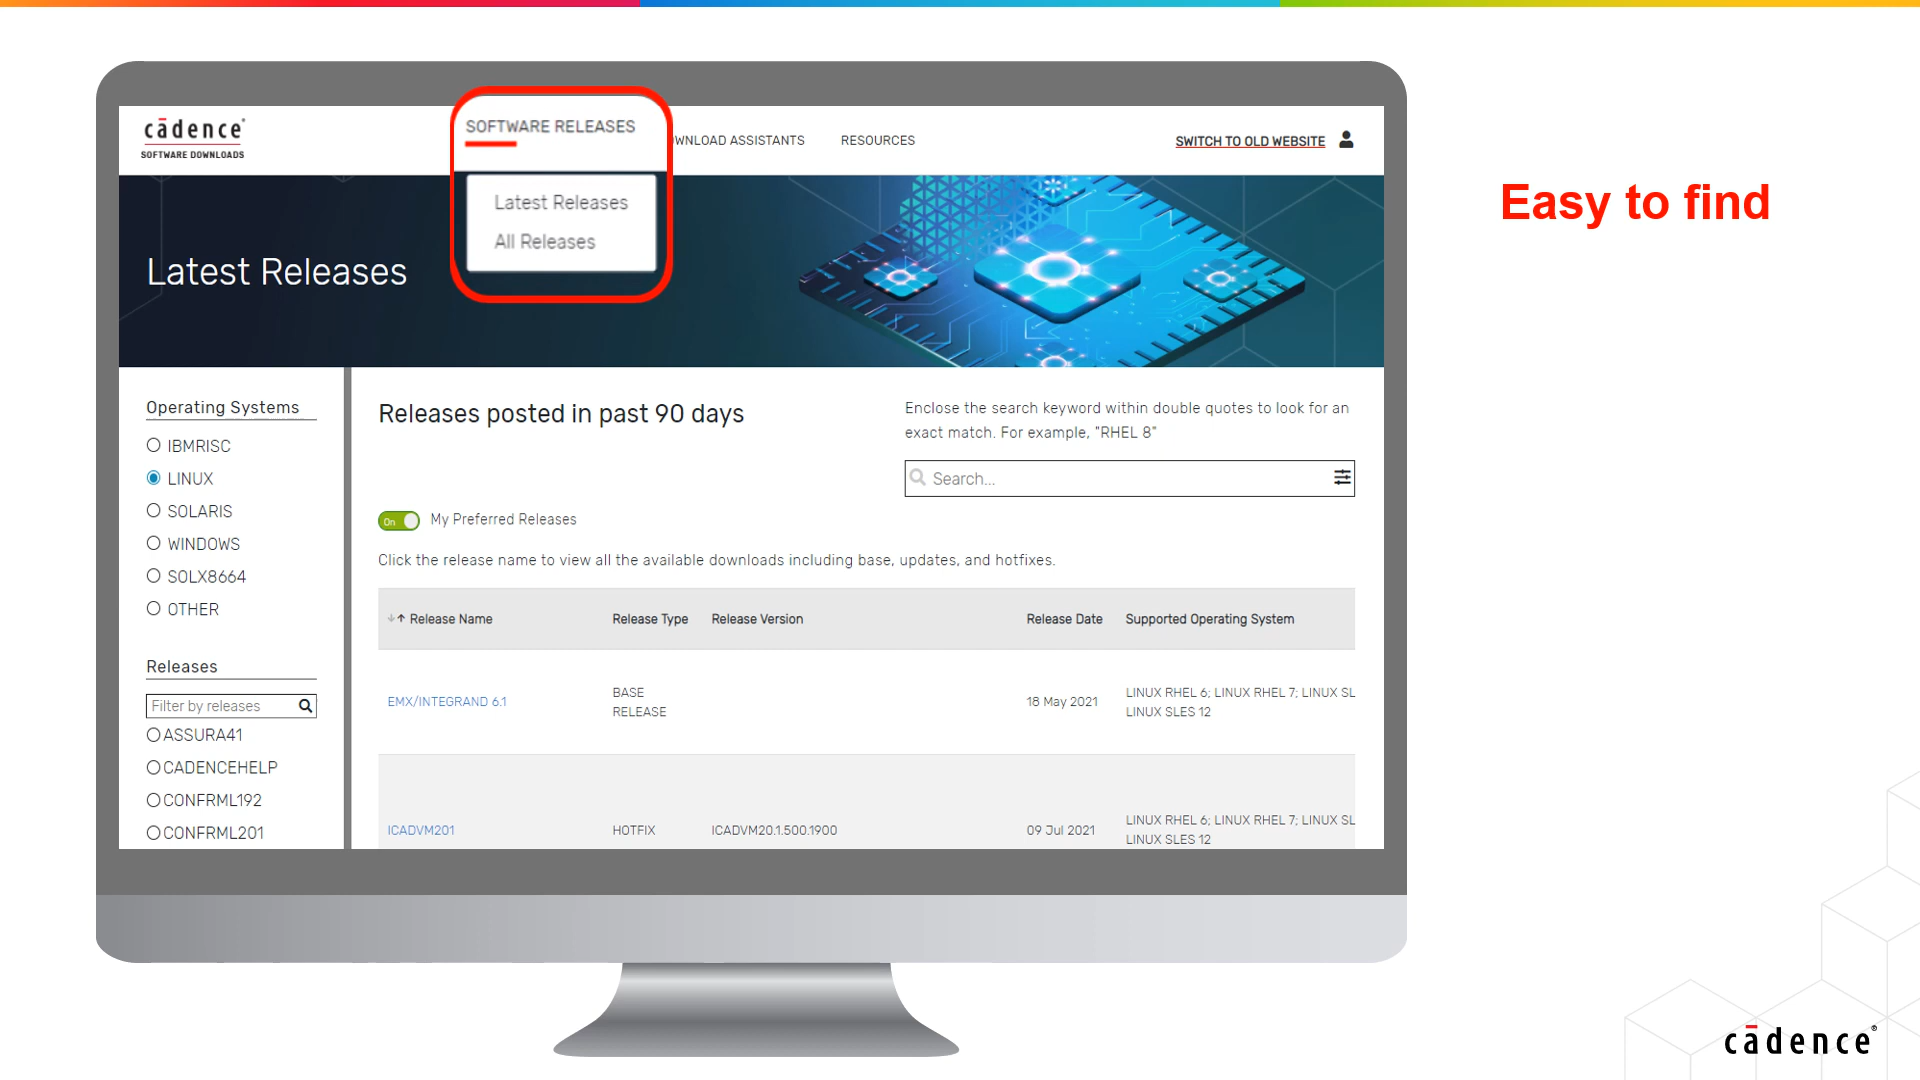 cādence®
SOFTWARE DOWNLOADS
SOFTWARE RELEASES
WNLOAD ASSISTANTS
RESOURCES
SWITCH TO OLD WEBSITE
Latest Releases
All Releases
Latest Releases
Easy to find
Operating Systems
IBMRISC
LINUX
SOLARIS
WINDOWS
SOLX8664
OTHER
Releases
Filter by releases
ASSURA41
CADENCEHELP
CONFRML192
CONFRML201
Releases posted in past 90 days
Enclose the search keyword within double quotes to look for an
exact match. For example, "RHEL 8"
Search...
On My Preferred Releases
Click the release name to view all the available downloads including base, updates, and hotfixes.
Release Name Release Type Release Version Release Date Supported Operating System
EMX/INTEGRAND 6.1 BASE RELEASE 18 May 2021 LINUX RHEL 6; LINUX RHEL 7; LINUX SL
LINUX SLES 12
ICADVM201 HOTFIX ICADVM20.1.500.1900 09 Jul 2021 LINUX RHEL 6; LINUX RHEL 7; LINUX SL
LINUX SLES 12
cādence®